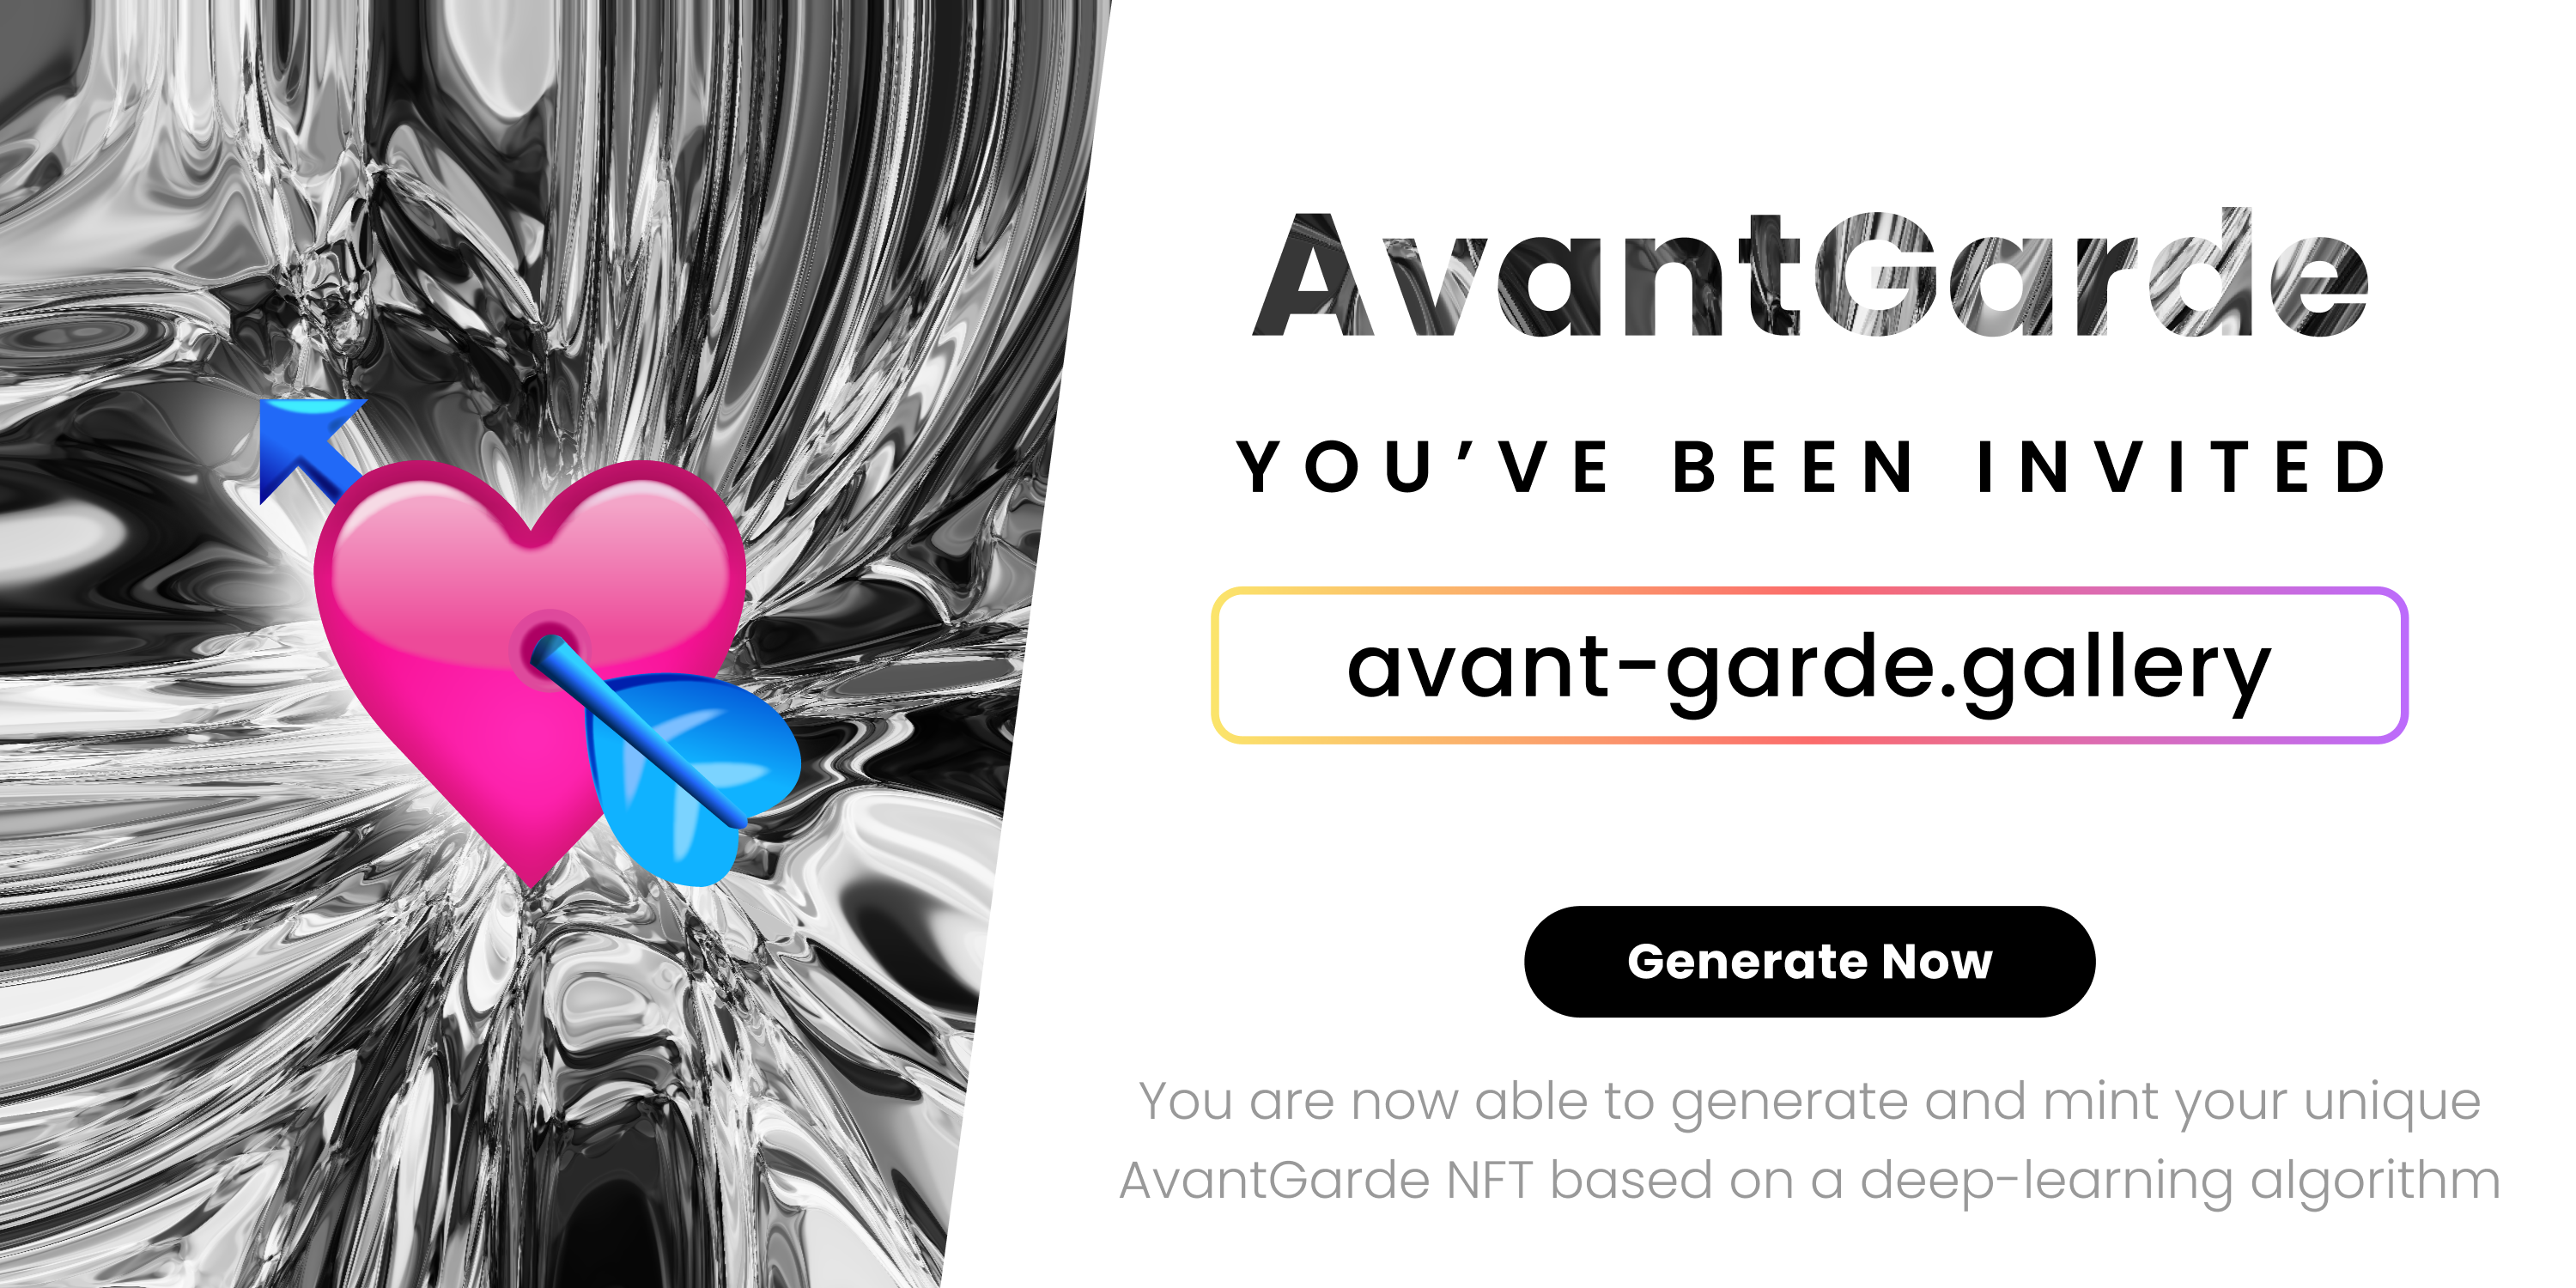 AvantGarde
YOU’VE BEEN INVITED
avant-garde.gallery
Generate Now
You are now able to generate and mint your unique
AvantGarde NFT based on a deep-learning algorithm